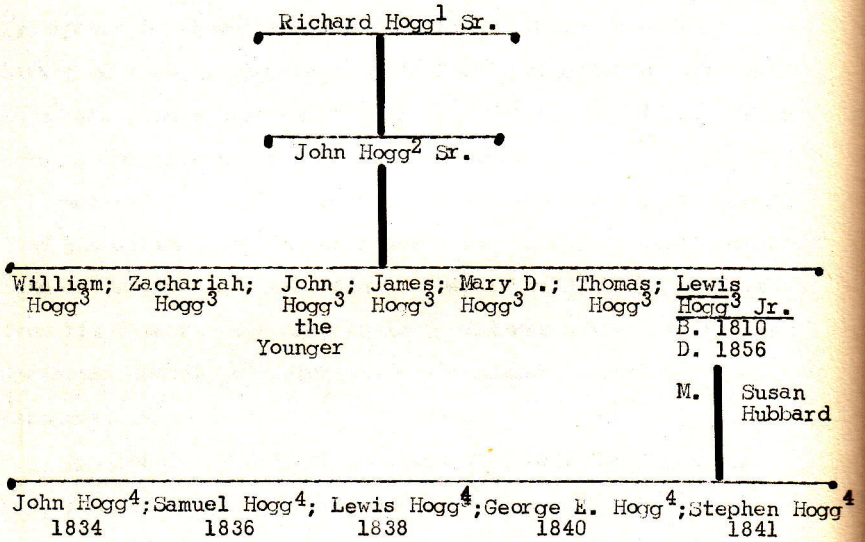 Richard Hogg¹ Sr.
John Hogg² Sr.
William; Zachariah; John ; James; Mary D.; Thomas; Lewis
Hogg³ Hogg³ Hogg³ Hogg³ Hogg³ Hogg³ Hogg³ Jr.
the B. 1810
Younger D. 1856
M. Susan
Hubbard
John Hogg⁴; Samuel Hogg⁴; Lewis Hogg⁴; George E. Hogg⁴; Stephen Hogg⁴
1834 1836 1838 1840 1841